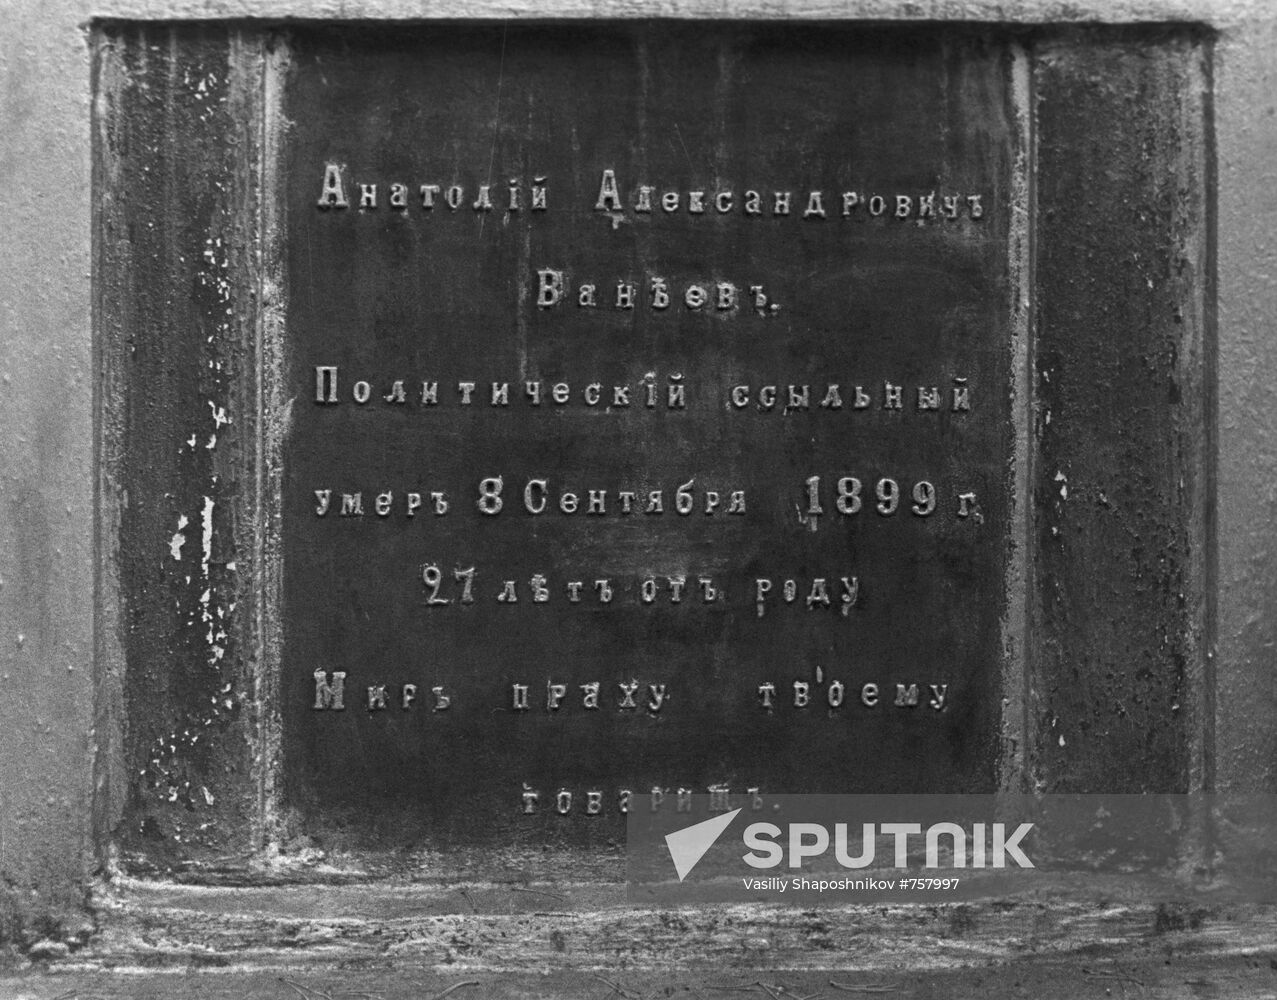 Анатолій Александровичъ
Ванѣевъ.
Политическій ссыльный
умеръ 8 Сентября 1899 г.
27 лѣтъ отъ роду
Миръ праху твоему
товарищъ.
SPUTNIK
Vasiliy Shaposhnikov #757997